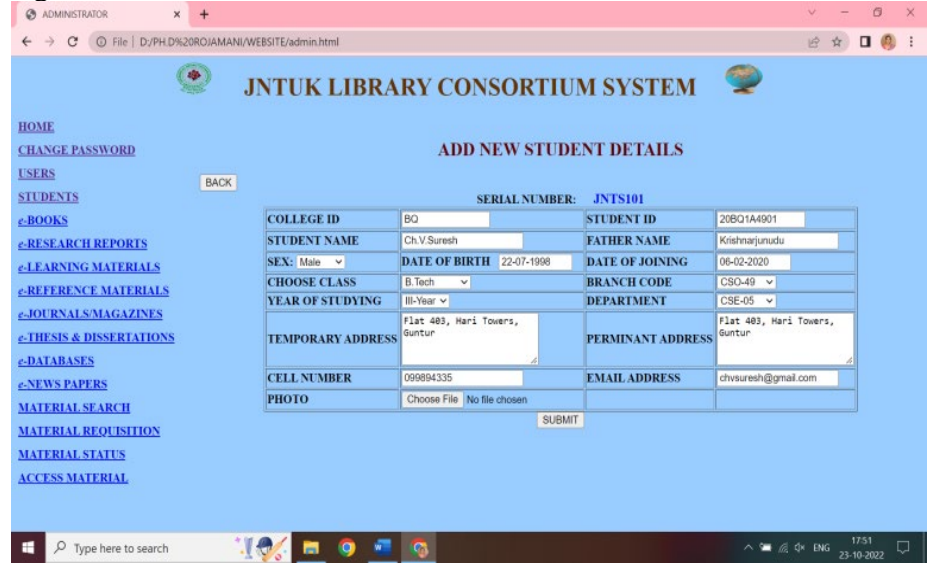 ADMINISTRATOR
File | D:/PH.D%20ROJAMANI/WEBSITE/admin.html
JNTUK LIBRARY CONSORTIUM SYSTEM
HOME
CHANGE PASSWORD
USERS
STUDENTS
e-BOOKS
e-RESEARCH REPORTS
e-LEARNING MATERIALS
e-REFERENCE MATERIALS
e-JOURNALS/MAGAZINES
e-THESIS & DISSERTATIONS
e-DATABASES
e-NEWS PAPERS
MATERIAL SEARCH
MATERIAL REQUISITION
MATERIAL STATUS
ACCESS MATERIAL
ADD NEW STUDENT DETAILS
BACK
SERIAL NUMBER: JNTS101
COLLEGE ID BQ STUDENT ID 20BQ1A4901
STUDENT NAME Ch.V.Suresh FATHER NAME Krishnarjunudu
SEX: Male DATE OF BIRTH 22-07-1998 DATE OF JOINING 06-02-2020
CHOOSE CLASS B.Tech BRANCH CODE CSO-49
YEAR OF STUDYING III-Year DEPARTMENT CSE-05
TEMPORARY ADDRESS Flat 403, Hari Towers, Guntur PERMINANT ADDRESS Flat 403, Hari Towers, Guntur
CELL NUMBER 099894335 EMAIL ADDRESS chvsuresh@gmail.com
PHOTO Choose File No file chosen
SUBMIT
Type here to search
ENG 17:51
23-10-2022